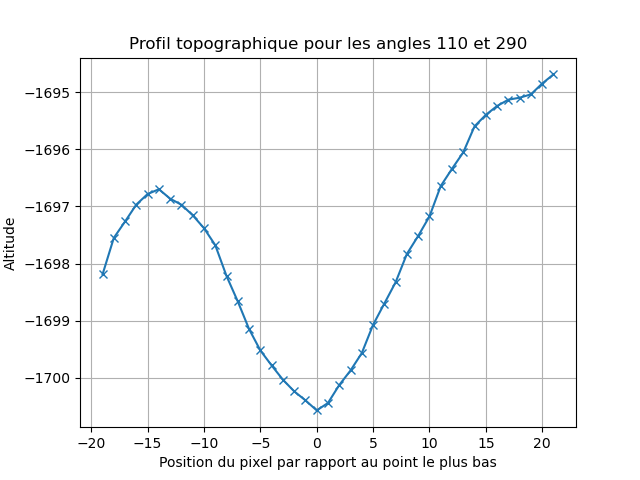 Profil topographique pour les angles 110 et 290
−1695
−1696
−1697
−1698
−1699
−1700
Altitude
−20 −15 −10 −5 0 5 10 15 20
Position du pixel par rapport au point le plus bas